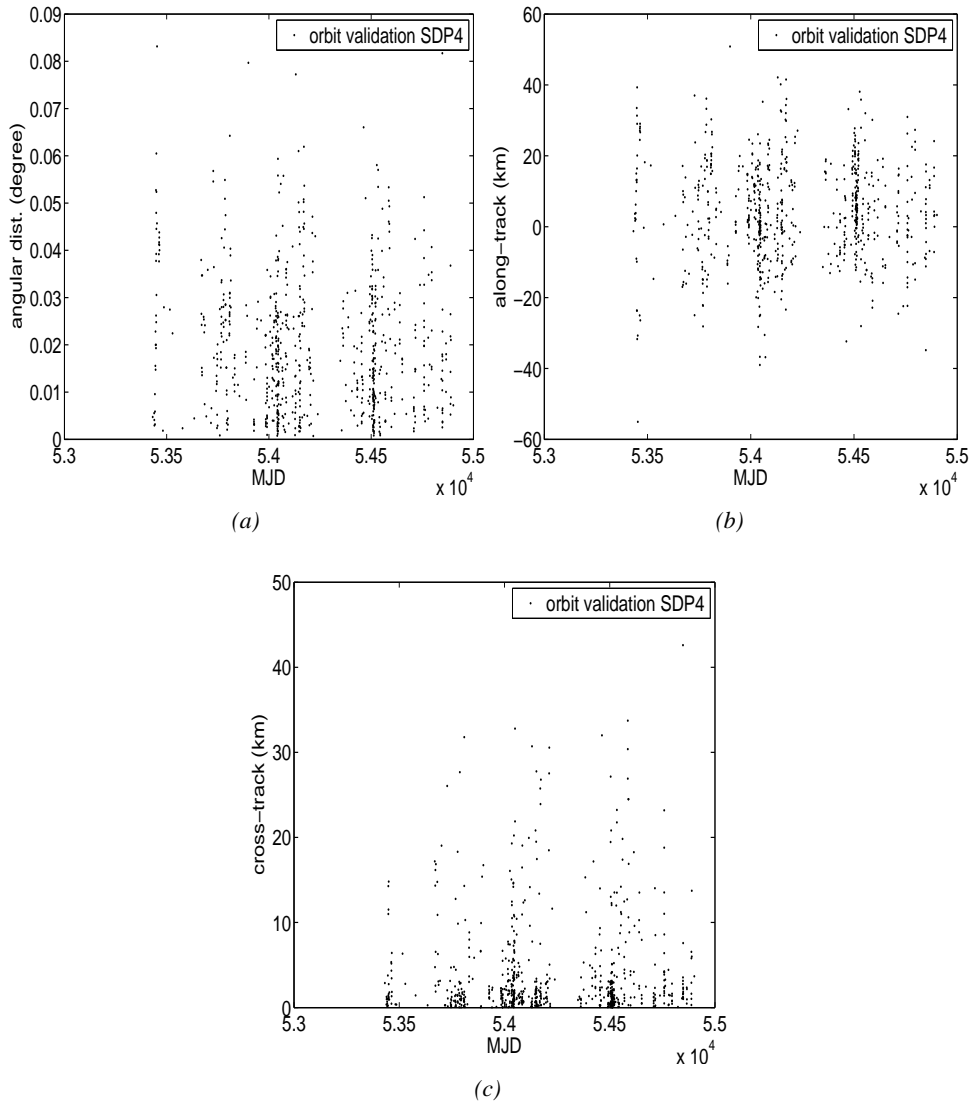 0.09
0.08
0.07
0.06
0.05
0.04
0.03
0.02
0.01
0
angular dist. (degree)
orbit validation SDP4
5.3
5.35
5.4
5.45
5.5
MJD
x 10^4
(a)
60
40
20
0
−20
−40
−60
along−track (km)
orbit validation SDP4
5.3
5.35
5.4
5.45
5.5
MJD
x 10^4
(b)
50
40
30
20
10
0
cross−track (km)
orbit validation SDP4
5.3
5.35
5.4
5.45
5.5
MJD
x 10^4
(c)